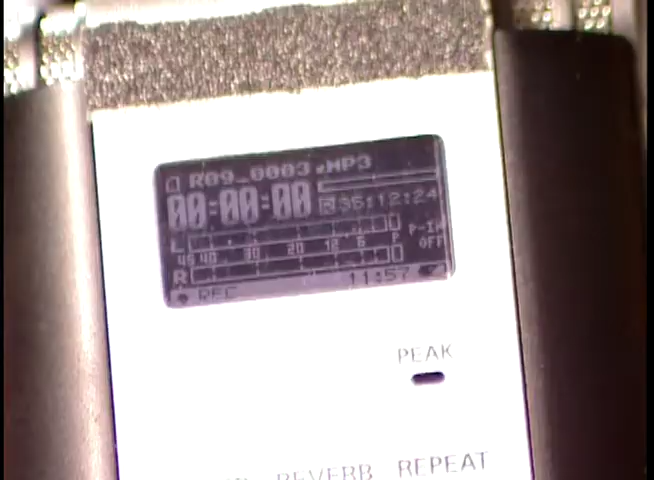 R09_0003.MP3
00:00:00 R 35:12:24
L P-IN
48 40 30 20 12 6 P OFF
R
REC 11:57
PEAK
REVERB REPEAT